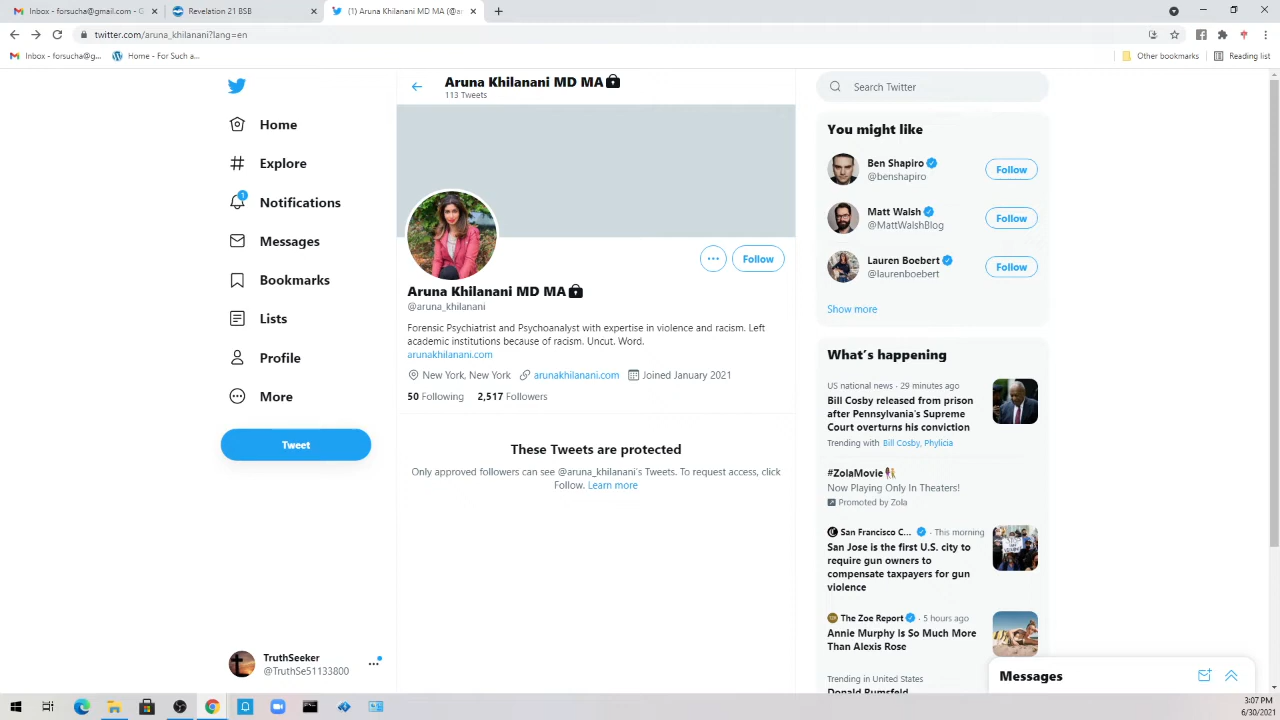 Inbox - forsucha@gmail.com - G
Revelation 21 BSB
(1) Aruna Khilanani MD MA (@a
twitter.com/aruna_khilanani?lang=en
Inbox - forsucha@g...
Home - For Such a...
Other bookmarks
Reading list
Home
Explore
1
Notifications
Messages
Bookmarks
Lists
Profile
More
Tweet
TruthSeeker
@TruthSe51133800
Aruna Khilanani MD MA
113 Tweets
Follow
Aruna Khilanani MD MA
@aruna_khilanani
Forensic Psychiatrist and Psychoanalyst with expertise in violence and racism. Left
academic institutions because of racism. Uncut. Word.
arunakhilanani.com
New York, New York arunakhilanani.com Joined January 2021
50 Following 2,517 Followers
These Tweets are protected
Only approved followers can see @aruna_khilanani's Tweets. To request access, click
Follow. Learn more
Search Twitter
You might like
Ben Shapiro
@benshapiro
Follow
Matt Walsh
@MattWalshBlog
Follow
Lauren Boebert
@laurenboebert
Follow
Show more
What's happening
US national news · 29 minutes ago
Bill Cosby released from prison
after Pennsylvania's Supreme
Court overturns his conviction
Trending with Bill Cosby, Phylicia
#ZolaMovie
Now Playing Only In Theaters!
Promoted by Zola
San Francisco C... · This morning
San Jose is the first U.S. city to
require gun owners to
compensate taxpayers for gun
violence
The Zoe Report · 5 hours ago
Annie Murphy Is So Much More
Than Alexis Rose
Trending in United States
Donald Rumsfeld
Messages
3:07 PM
6/30/2021